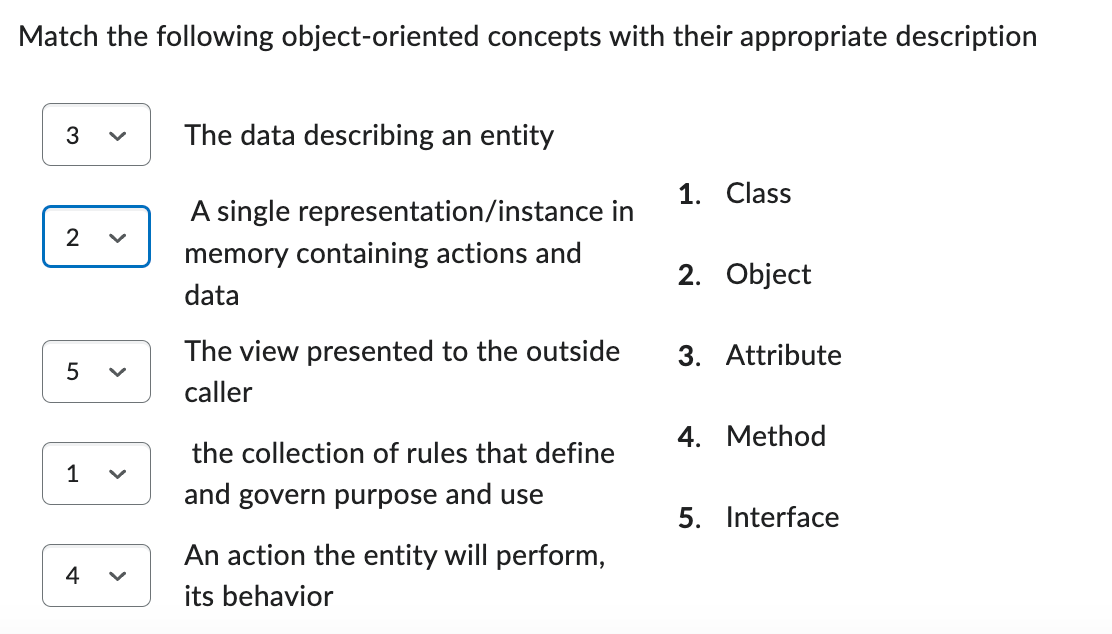 Match the following object-oriented concepts with their appropriate description
3
The data describing an entity
2
A single representation/instance in
memory containing actions and
data
5
The view presented to the outside
caller
1
the collection of rules that define
and govern purpose and use
4
An action the entity will perform,
its behavior
1. Class
2. Object
3. Attribute
4. Method
5. Interface